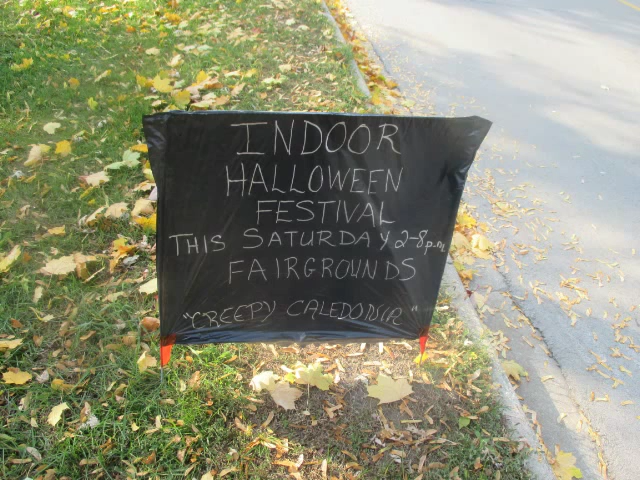 INDOOR
HALLOWEEN
FESTIVAL
THIS SATURDAY 2-8p.m
FAIRGROUNDS
"CREEPY CALEDONIA"